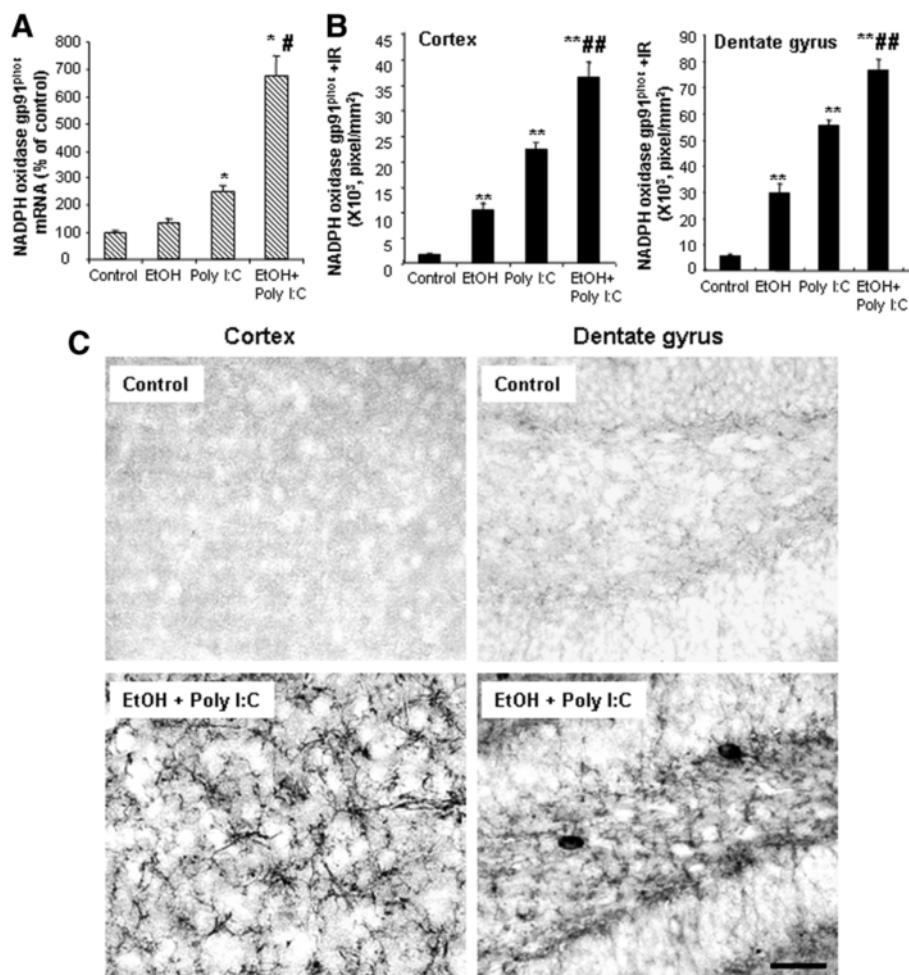 A
NADPH oxidase gp91phox
mRNA (% of control)
800
700
600
500
400
300
200
100
0
*
* #
Control
EtOH
Poly I:C
EtOH+
Poly I:C
B
Cortex
NADPH oxidase gp91phox +IR
(X10³, pixel/mm²)
45
40
35
30
25
20
15
10
5
0
**
**
**##
Control
EtOH
Poly I:C
EtOH+
Poly I:C
Dentate gyrus
NADPH oxidase gp91phox +IR
(X10³, pixel/mm²)
90
80
70
60
50
40
30
20
10
0
**
**
**##
Control
EtOH
Poly I:C
EtOH+
Poly I:C
C
Cortex
Dentate gyrus
Control
Control
EtOH + Poly I:C
EtOH + Poly I:C